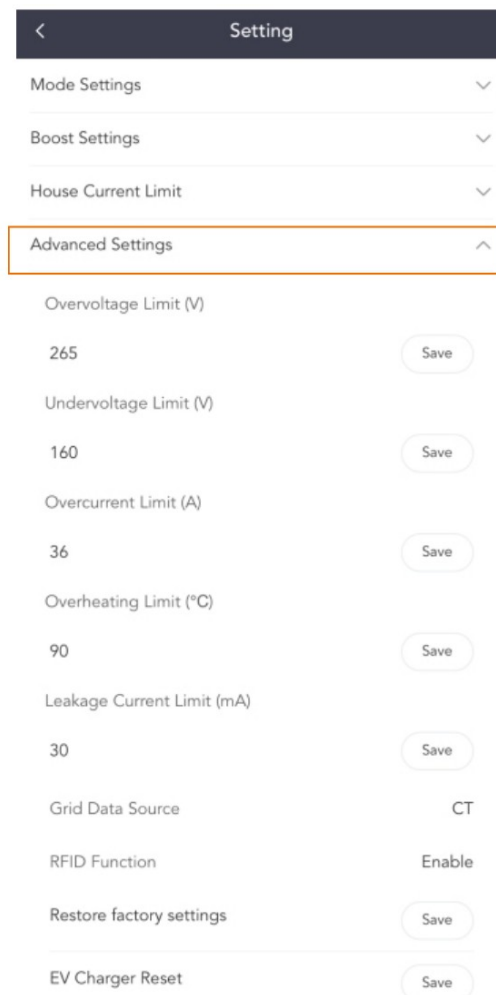 Setting
Mode Settings
Boost Settings
House Current Limit
Advanced Settings
Overvoltage Limit (V)
265 Save
Undervoltage Limit (V)
160 Save
Overcurrent Limit (A)
36 Save
Overheating Limit (°C)
90 Save
Leakage Current Limit (mA)
30 Save
Grid Data Source CT
RFID Function Enable
Restore factory settings Save
EV Charger Reset Save